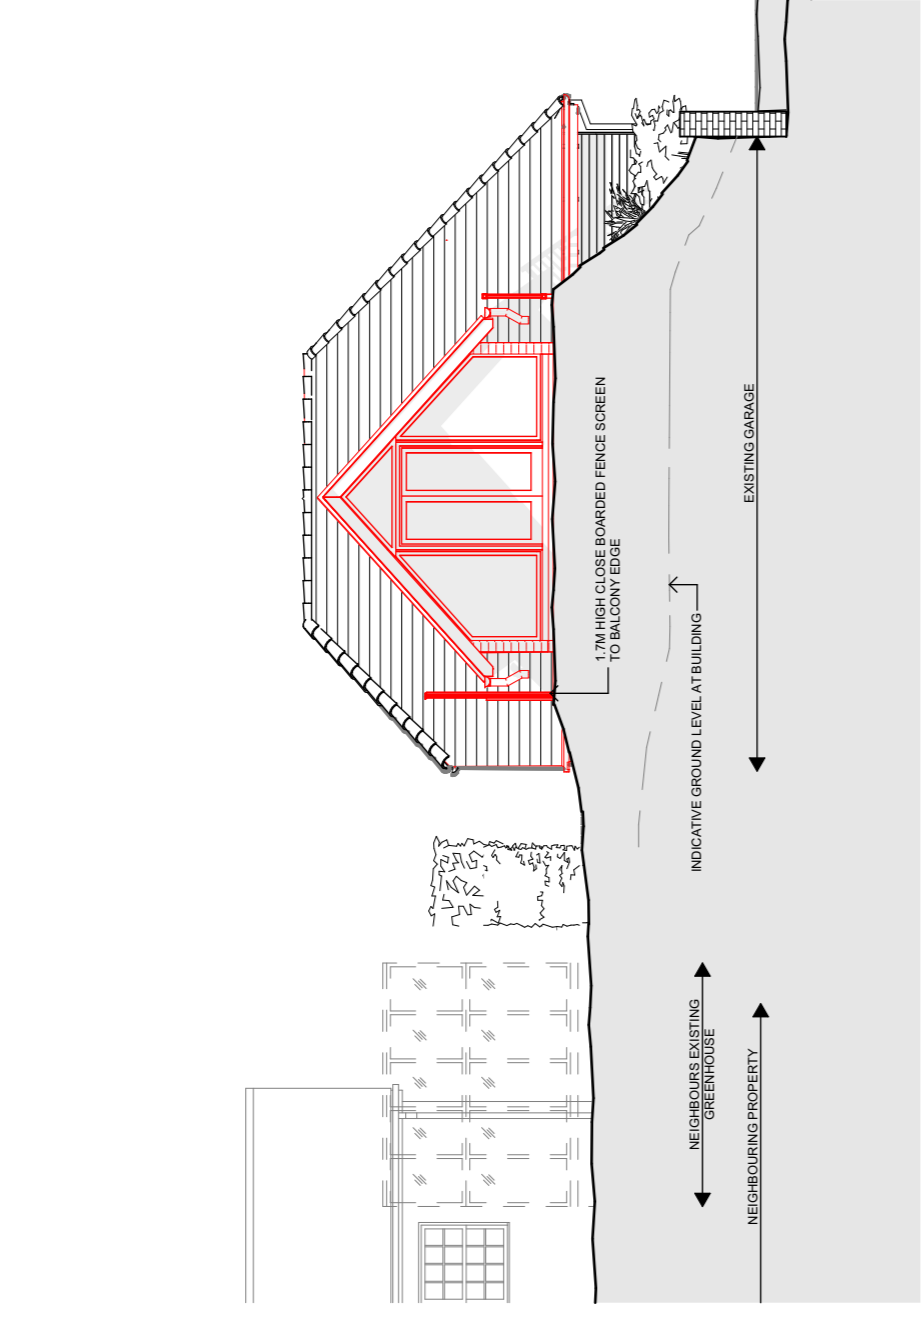 1.7M HIGH CLOSE BOARDED FENCE SCREEN
TO BALCONY EDGE
EXISTING GARAGE
INDICATIVE GROUND LEVEL AT BUILDING
NEIGHBOURS EXISTING
GREENHOUSE
NEIGHBOURING PROPERTY